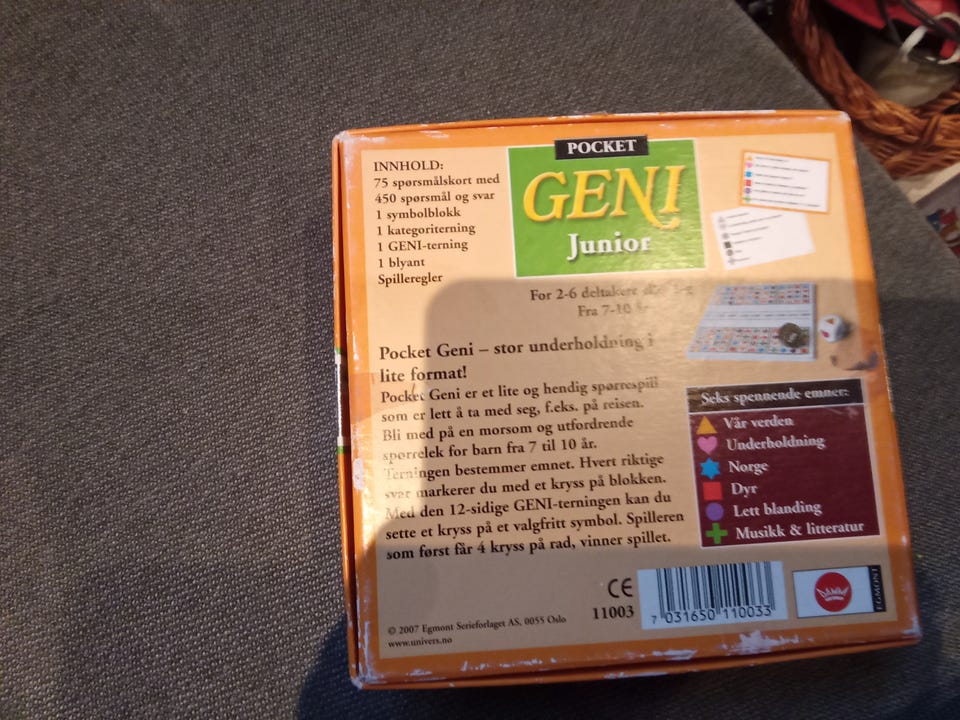 INNHOLD:
75 spørsmålskort med
450 spørsmål og svar
1 symbolblokk
1 kategoriterning
1 GENI-terning
1 blyant
Spilleregler
POCKET
GENI
Junior
For 2-6 deltakere
Fra 7-10
Pocket Geni – stor underholdning i
lite format!
Pocket Geni er et lite og hendig spørrespill
som er lett å ta med seg, f.eks. på reisen.
Bli med på en morsom og utfordrende
spørrelek for barn fra 7 til 10 år.
Terningen bestemmer emnet. Hvert riktige
svar markerer du med et kryss på blokken.
Med den 12-sidige GENI-terningen kan du
sette et kryss på et valgfritt symbol. Spilleren
som først får 4 kryss på rad, vinner spillet.
Seks spennende emner:
Vår verden
Underholdning
Norge
Dyr
Lett blanding
Musikk & litteratur
CE
11003
7 031650 110033
EGMONT
© 2007 Egmont Serieforlaget AS, 0055 Oslo
www.univers.no